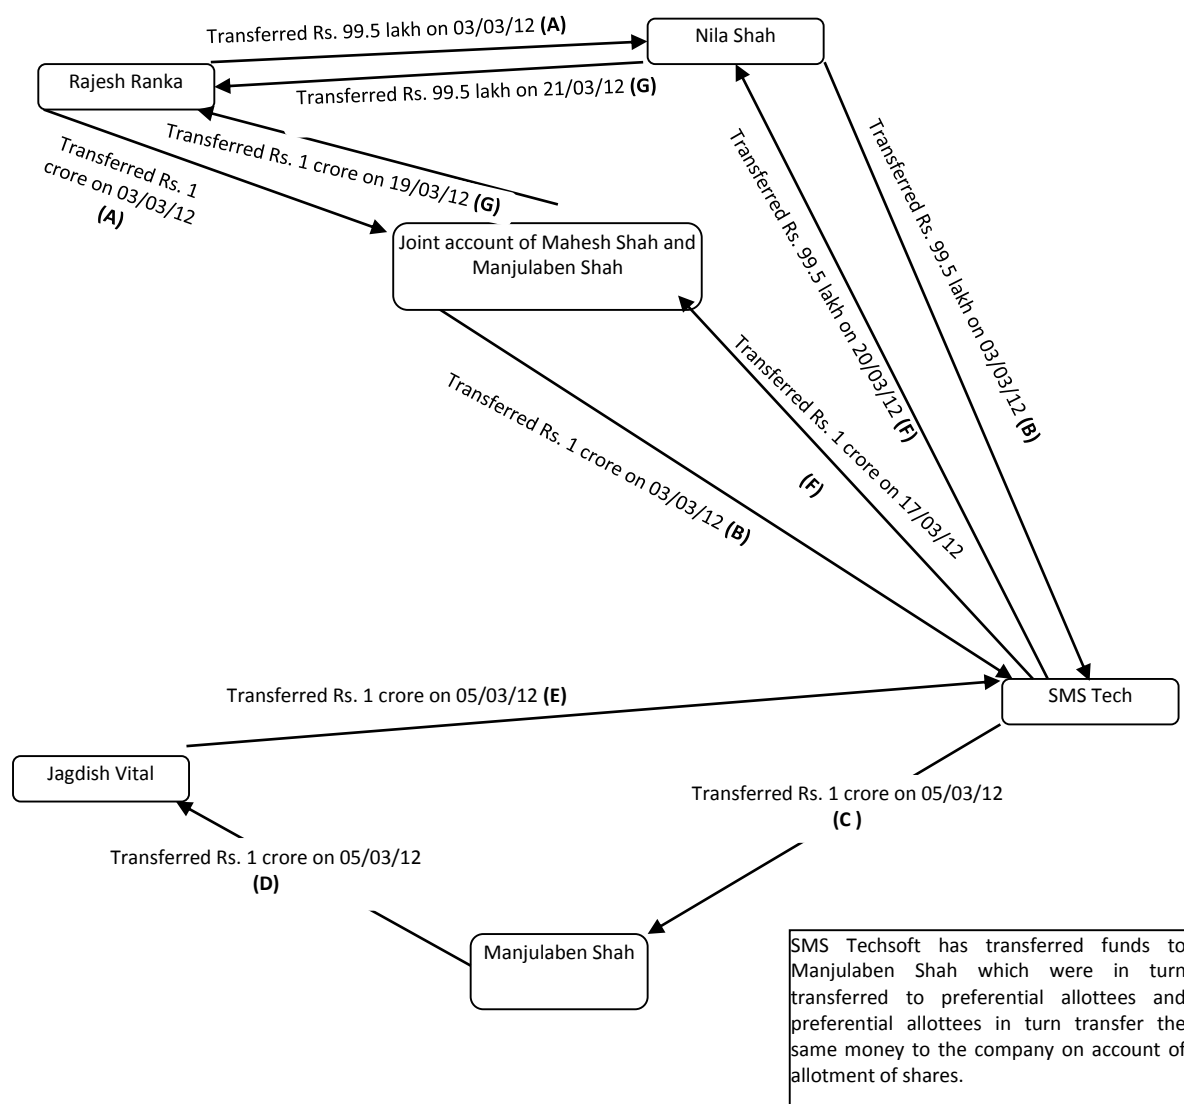 Transferred Rs. 99.5 lakh on 03/03/12 (A)
Nila Shah
Rajesh Ranka
Transferred Rs. 99.5 lakh on 21/03/12 (G)
Transferred Rs. 1 crore on 19/03/12 (G)
Transferred Rs. 1
crore on 03/03/12
(A)
Joint account of Mahesh Shah and
Manjulaben Shah
Transferred Rs. 99.5 lakh on 20/03/12 (F)
Transferred Rs. 99.5 lakh on 03/03/12 (B)
Transferred Rs. 1 crore on 17/03/12
(F)
Transferred Rs. 1 crore on 03/03/12 (B)
Transferred Rs. 1 crore on 05/03/12 (E)
SMS Tech
Jagdish Vital
Transferred Rs. 1 crore on 05/03/12
(C )
Transferred Rs. 1 crore on 05/03/12
(D)
Manjulaben Shah
SMS Techsoft has transferred funds to
Manjulaben Shah which were in turn
transferred to preferential allottees and
preferential allottees in turn transfer the
same money to the company on account of
allotment of shares.